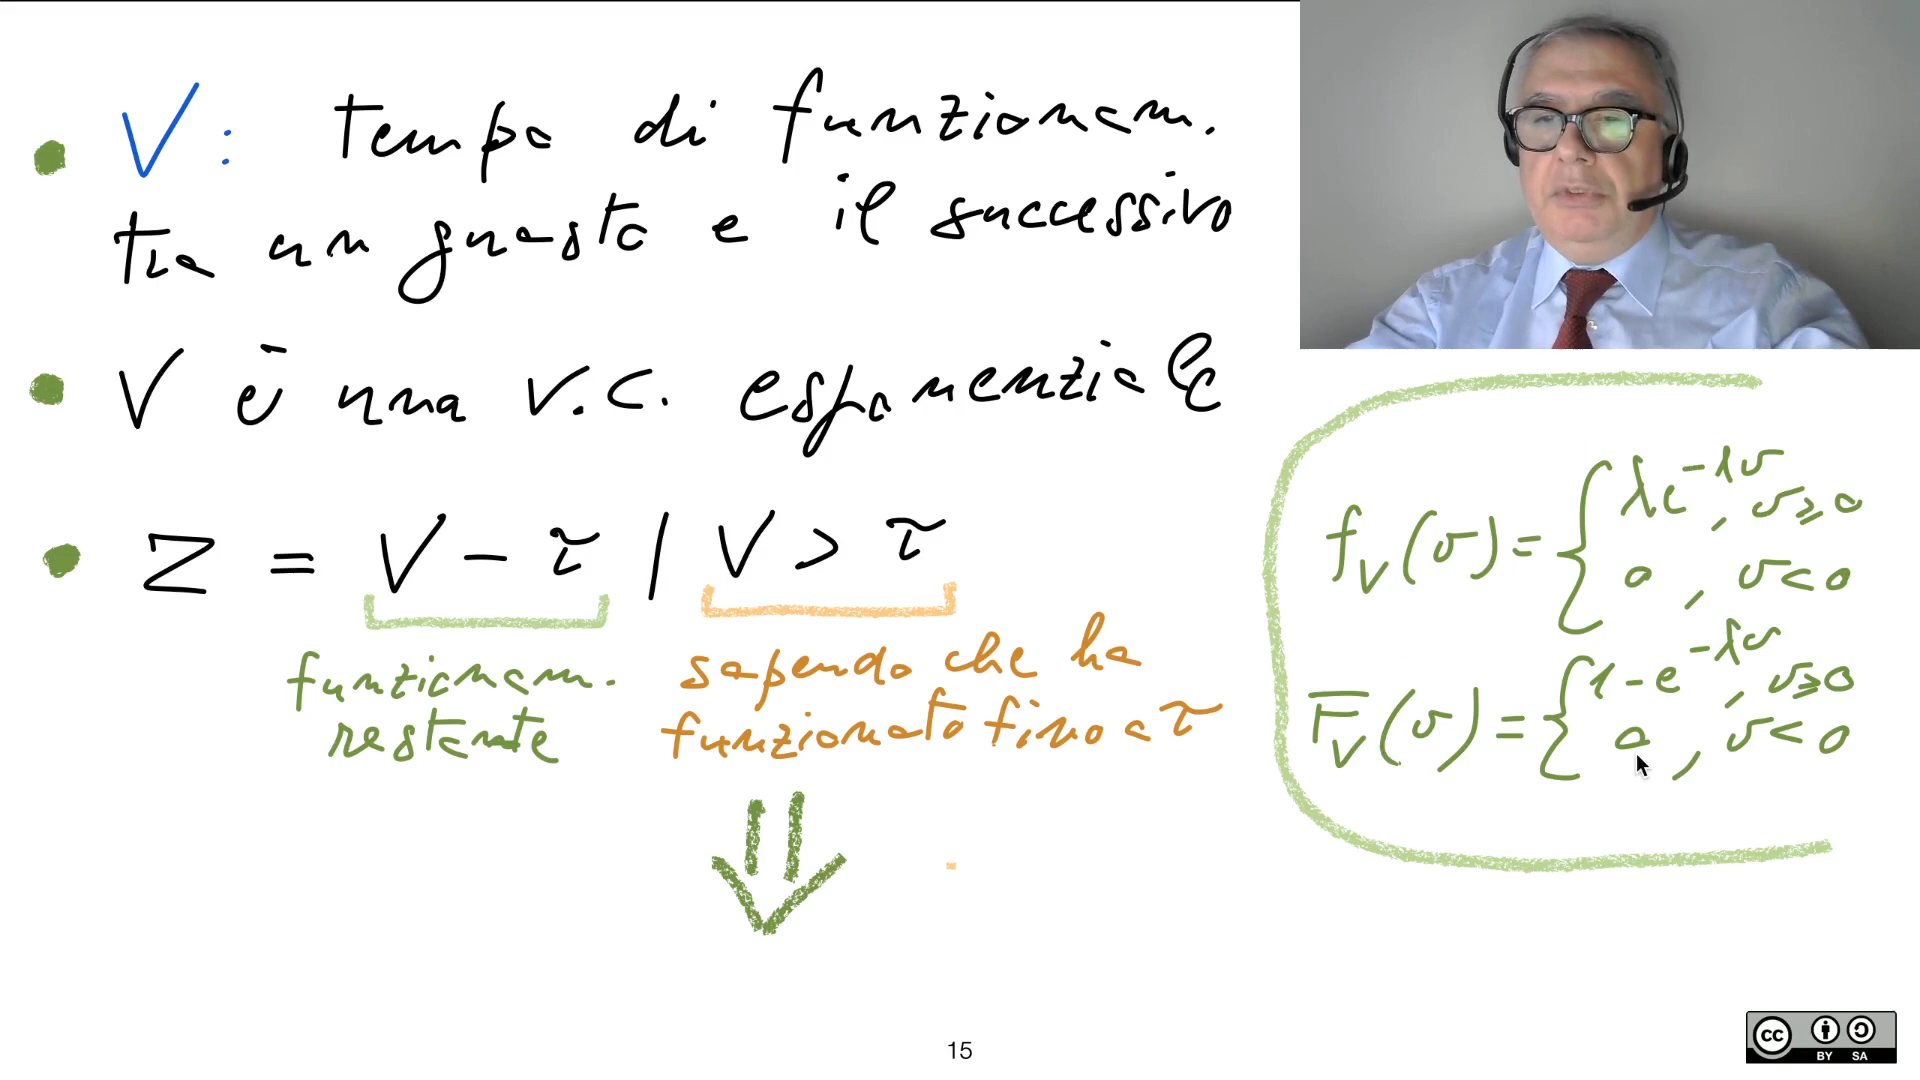 V: tempo di funzionam.
tra un guasto e il successivo
V è una v.c. esponenziale
Z = V - τ | V > τ
funzionam.
restante
sapendo che ha
funzionato fino a τ
f_V(v) = { λe^{-λv}, v ≥ 0
0, v < 0
F_V(v) = { 1 - e^{-λv}, v ≥ 0
0, v < 0
15
cc
BY SA